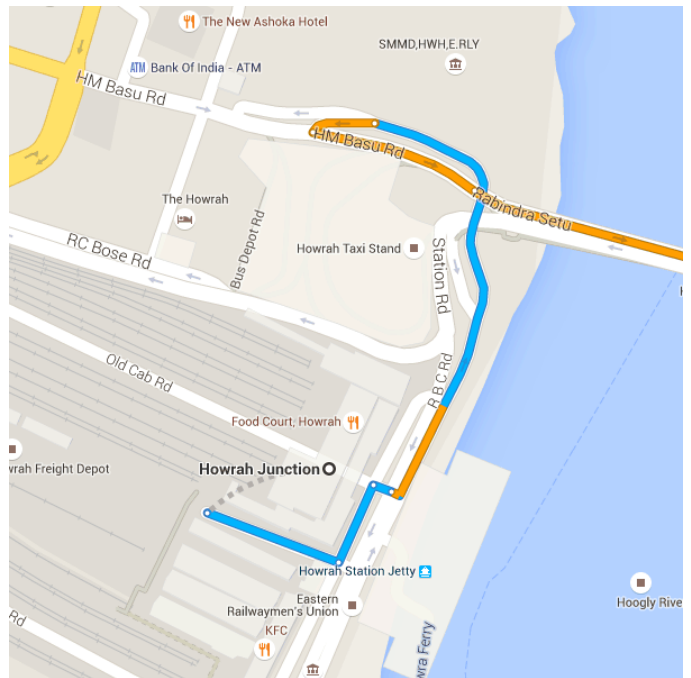 The New Ashoka Hotel
SMMD,HWH,E.RLY
ATM
Bank Of India - ATM
HM Basu Rd
HM Basu Rd
Rabindra Setu
The Howrah
Bus Depot Rd
Howrah Taxi Stand
Station Rd
RC Bose Rd
H
Old Cab Rd
R B C Rd
Food Court, Howrah
Howrah Junction
wrah Freight Depot
Howrah Station Jetty
Eastern
Railwaymen's Union
Hoogly Rive
Rd
KFC
wra Ferry